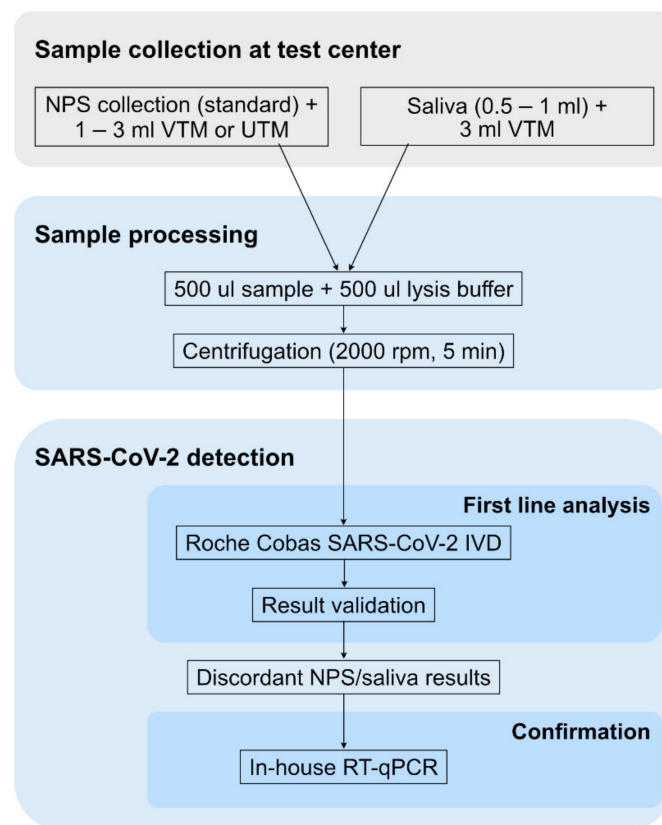 Sample collection at test center
NPS collection (standard) +
1 – 3 ml VTM or UTM
Saliva (0.5 – 1 ml) +
3 ml VTM
Sample processing
500 ul sample + 500 ul lysis buffer
Centrifugation (2000 rpm, 5 min)
SARS-CoV-2 detection
First line analysis
Roche Cobas SARS-CoV-2 IVD
Result validation
Discordant NPS/saliva results
Confirmation
In-house RT-qPCR